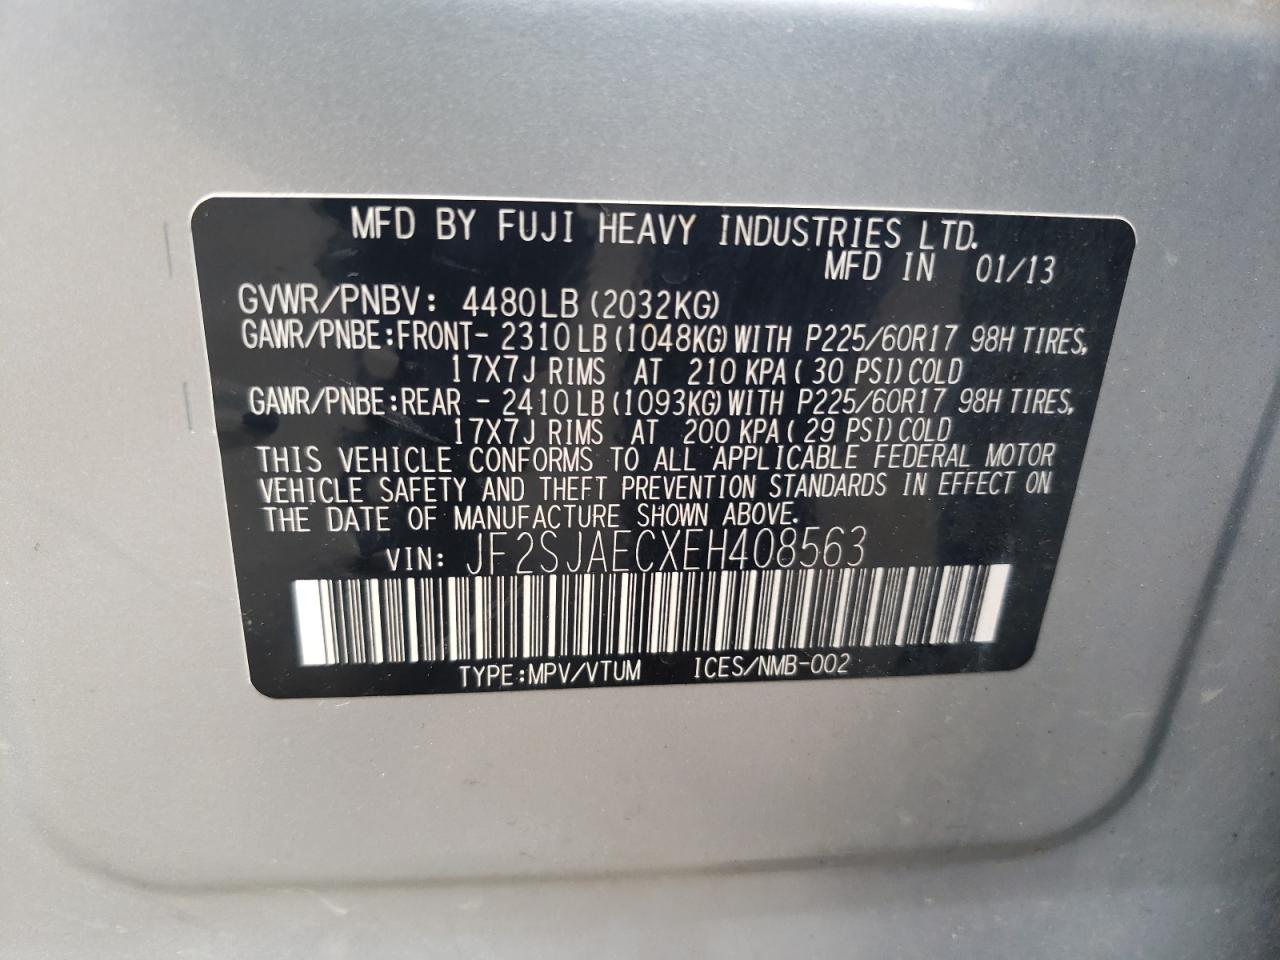 MFD BY FUJI HEAVY INDUSTRIES LTD.
MFD IN 01/13
GVWR/PNBV: 4480LB (2032KG)
GAWR/PNBE:FRONT- 2310LB(1048KG)WITH P225/60R17 98H TIRES,
17X7J RIMS AT 210 KPA( 30 PSI)COLD
GAWR/PNBE:REAR - 2410LB(1093KG)WITH P225/60R17 98H TIRES,
17X7J RIMS AT 200 KPA( 29 PSI)COLD
THIS VEHICLE CONFORMS TO ALL APPLICABLE FEDERAL MOTOR
VEHICLE SAFETY AND THEFT PREVENTION STANDARDS IN EFFECT ON
THE DATE OF MANUFACTURE SHOWN ABOVE.
VIN: JF2SJAECXEH408563
TYPE:MPV/VTUM ICES/NMB-002